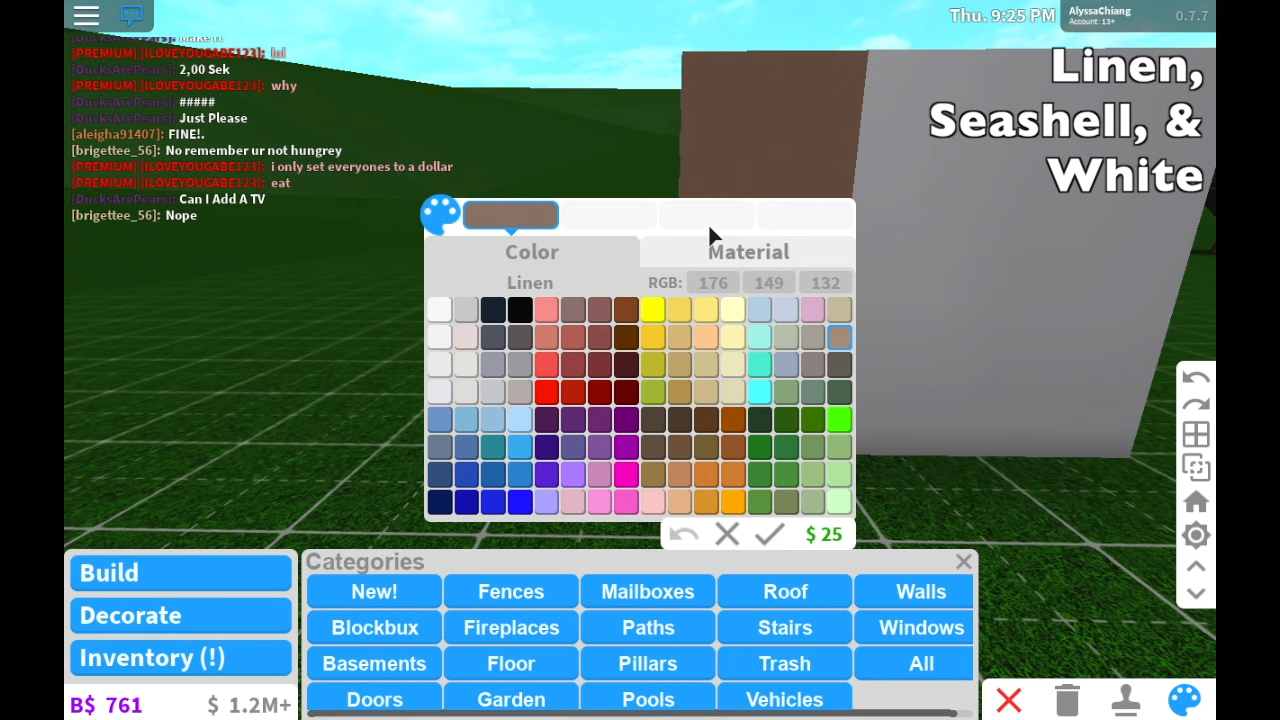 Thu. 9:25 PM
AlyssaChiang
Account: 13+
0.7.7
[DucksArePears]: Make it
[PREMIUM] [ILOVEYOUGABE123]: lol
[DucksArePears]: 2,00 Sek
[PREMIUM] [ILOVEYOUGABE123]: why
[DucksArePears]: #####
[DucksArePears]: Just Please
[aleigha91407]: FINE!.
[brigettee_56]: No remember ur not hungrey
[PREMIUM] [ILOVEYOUGABE123]: i only set everyones to a dollar
[PREMIUM] [ILOVEYOUGABE123]: eat
[DucksArePears]: Can I Add A TV
[brigettee_56]: Nope
Linen,
Seashell, &
White
Color Material
Linen RGB: 176 149 132
$ 25
Build
Decorate
Inventory (!)
B$ 761 $ 1.2M+
Categories
New! Fences Mailboxes Roof Walls
Blockbux Fireplaces Paths Stairs Windows
Basements Floor Pillars Trash All
Doors Garden Pools Vehicles